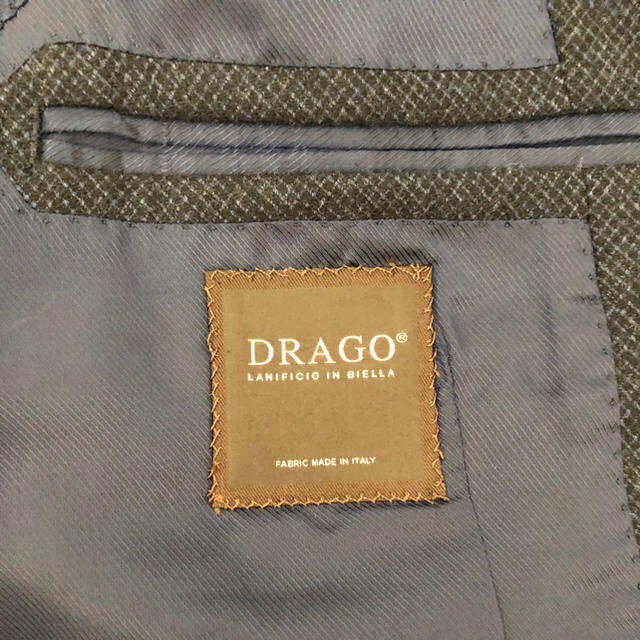 DRAGO®
LANIFICIO IN BIELLA
FABRIC MADE IN ITALY